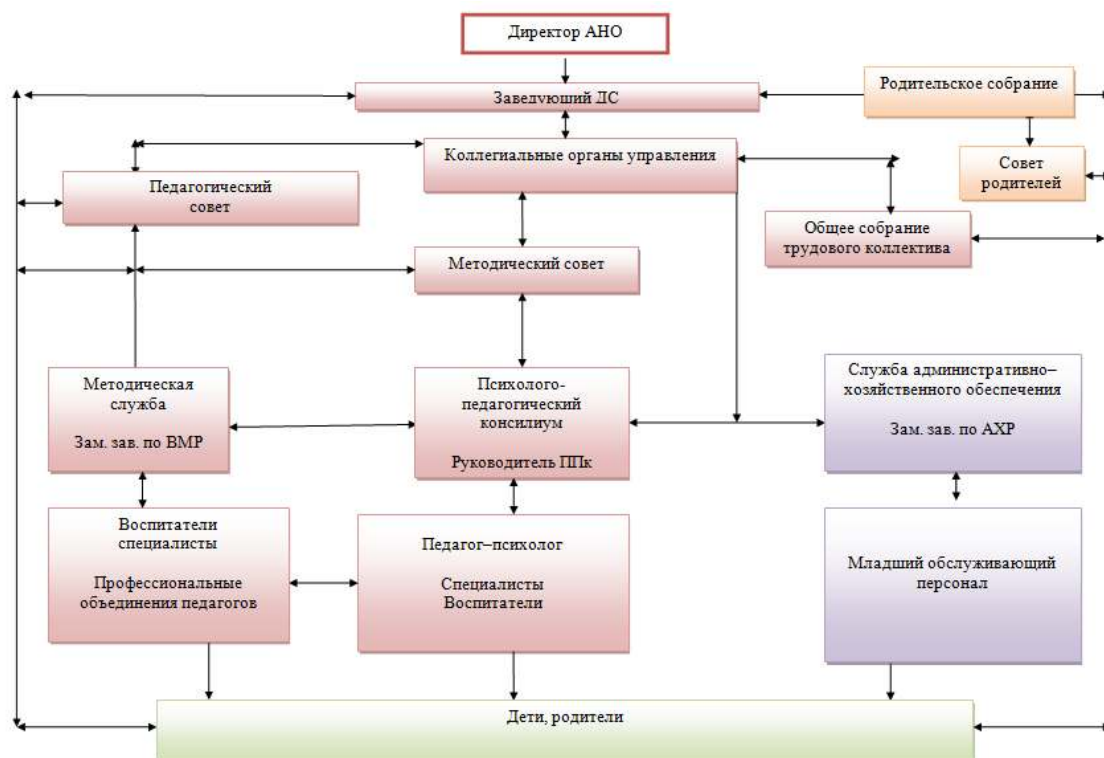 Директор АНО
Заведующий ДС
Родительское собрание
Коллегиальные органы управления
Совет
родителей
Педагогический
совет
Общее собрание
трудового коллектива
Методический совет
Методическая
служба
Зам. зав. по ВМР
Психолого-
педагогический
консилиум
Руководитель ППк
Служба административно–
хозяйственного обеспечения
Зам. зав. по АХР
Воспитатели
специалисты
Профессиональные
объединения педагогов
Педагог–психолог
Специалисты
Воспитатели
Младший обслуживающий
персонал
Дети, родители